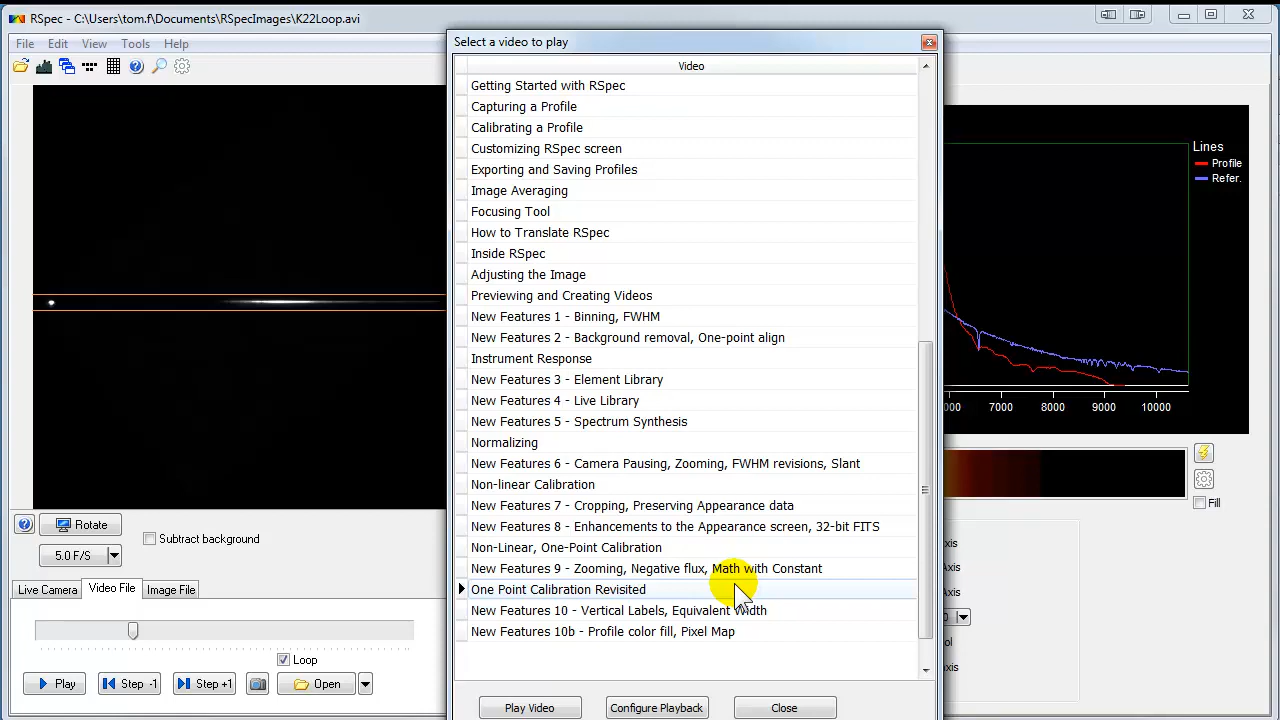 RSpec - C:\Users\tom.f\Documents\RSpecImages\K22Loop.avi
File Edit View Tools Help
Select a video to play
Video
Getting Started with RSpec
Capturing a Profile
Calibrating a Profile
Customizing RSpec screen
Exporting and Saving Profiles
Image Averaging
Focusing Tool
How to Translate RSpec
Inside RSpec
Adjusting the Image
Previewing and Creating Videos
New Features 1 - Binning, FWHM
New Features 2 - Background removal, One-point align
Instrument Response
New Features 3 - Element Library
New Features 4 - Live Library
New Features 5 - Spectrum Synthesis
Normalizing
New Features 6 - Camera Pausing, Zooming, FWHM revisions, Slant
Non-linear Calibration
New Features 7 - Cropping, Preserving Appearance data
New Features 8 - Enhancements to the Appearance screen, 32-bit FITS
Non-Linear, One-Point Calibration
New Features 9 - Zooming, Negative flux, Math with Constant
One Point Calibration Revisited
New Features 10 - Vertical Labels, Equivalent Width
New Features 10b - Profile color fill, Pixel Map
Play Video Configure Playback Close
Lines
Profile
Refer.
000 7000 8000 9000 10000
Fill
xis
Axis
Axis
0
ol
xis
Rotate
Subtract background
5.0 F/S
Live Camera Video File Image File
Loop
Play Step -1 Step +1 Open